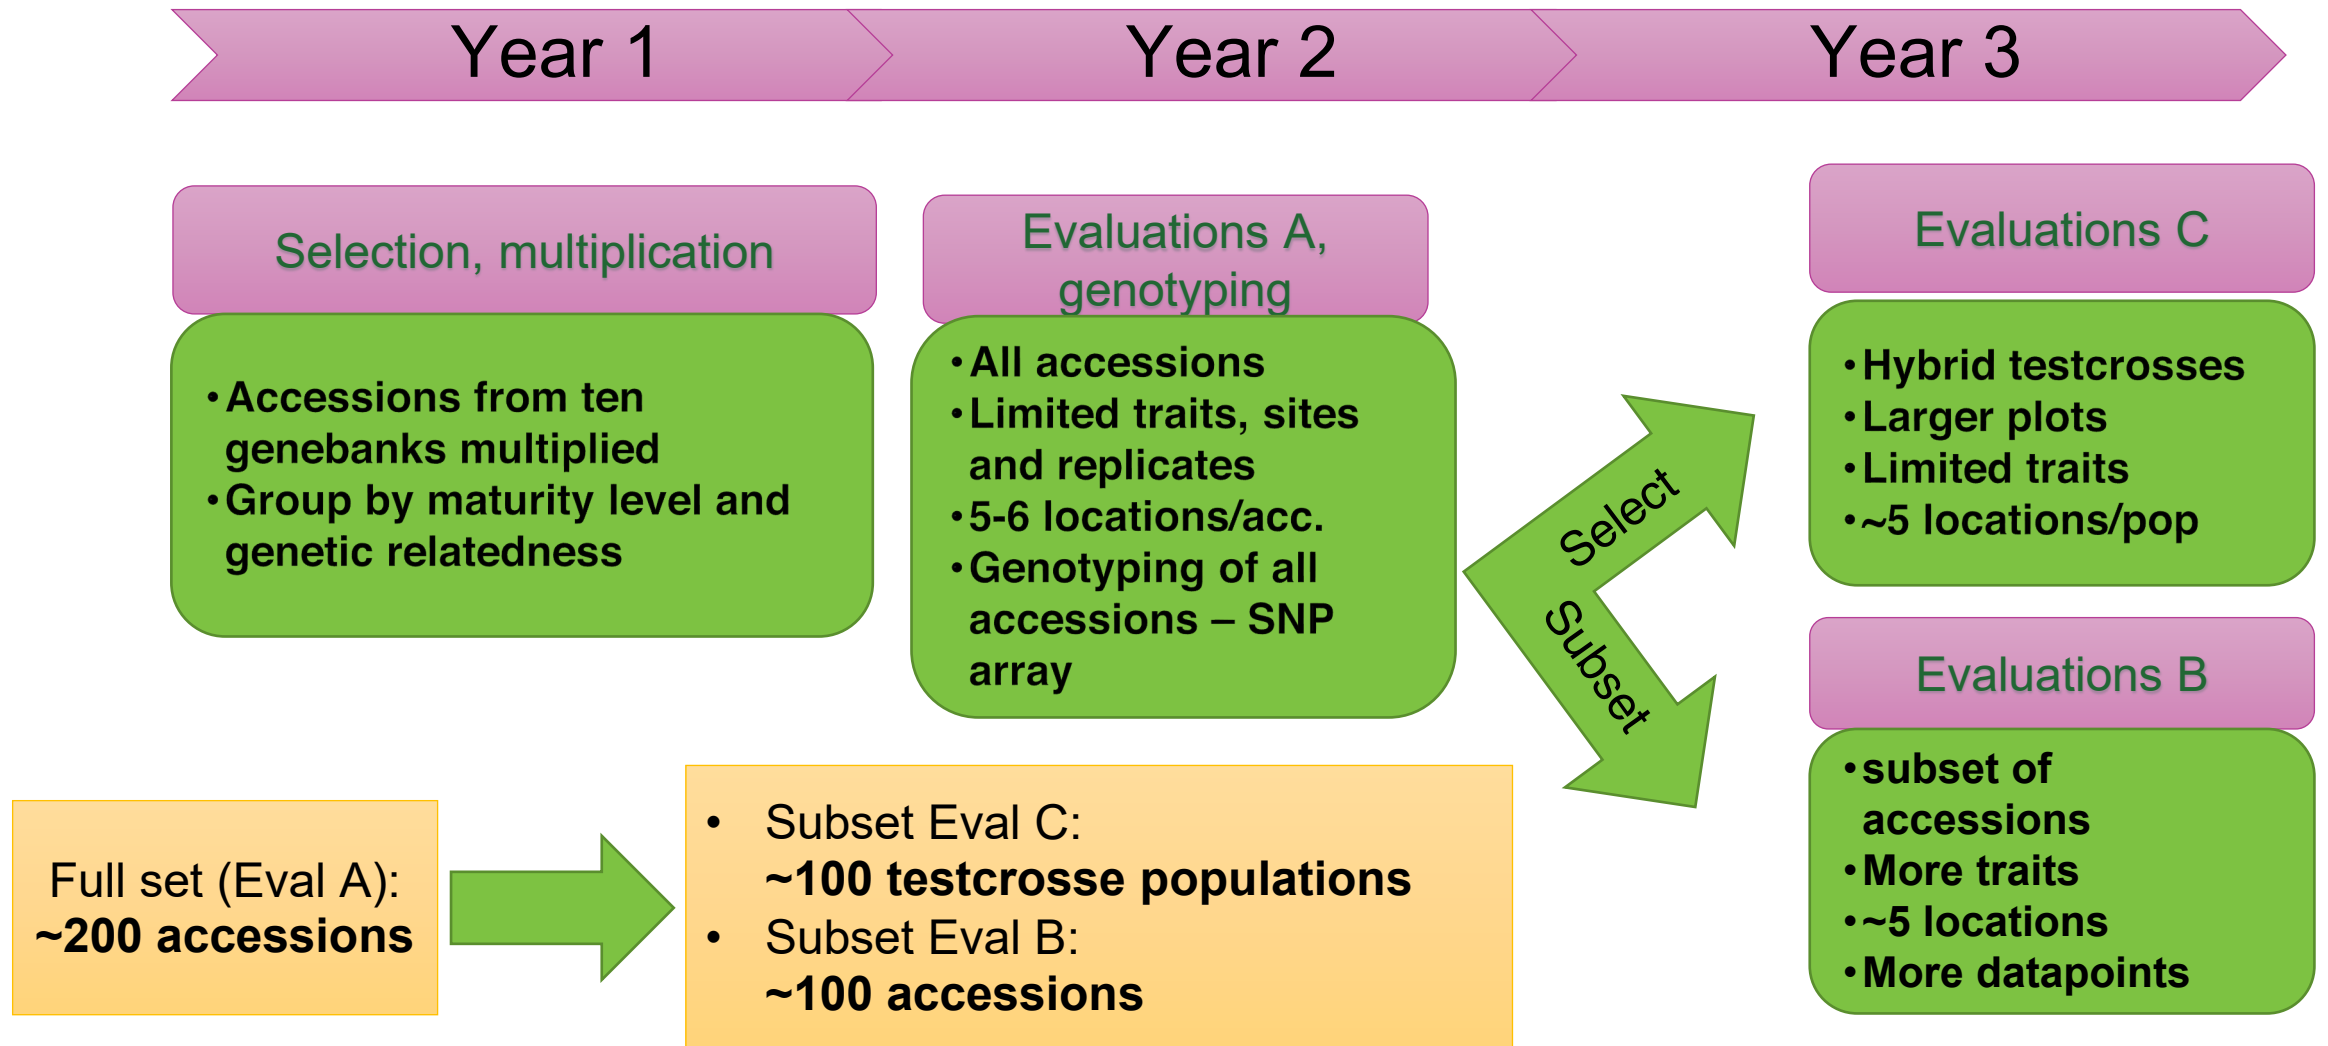 Year 1
Year 2
Year 3
Selection, multiplication
•Accessions from ten
genebanks multiplied
•Group by maturity level and
genetic relatedness
Evaluations A,
genotyping
•All accessions
•Limited traits, sites
and replicates
•5-6 locations/acc.
•Genotyping of all
accessions – SNP
array
Select
Subset
Evaluations C
•Hybrid testcrosses
•Larger plots
•Limited traits
•~5 locations/pop
Evaluations B
•subset of
accessions
•More traits
•~5 locations
•More datapoints
Full set (Eval A):
~200 accessions
• Subset Eval C:
~100 testcrosse populations
• Subset Eval B:
~100 accessions